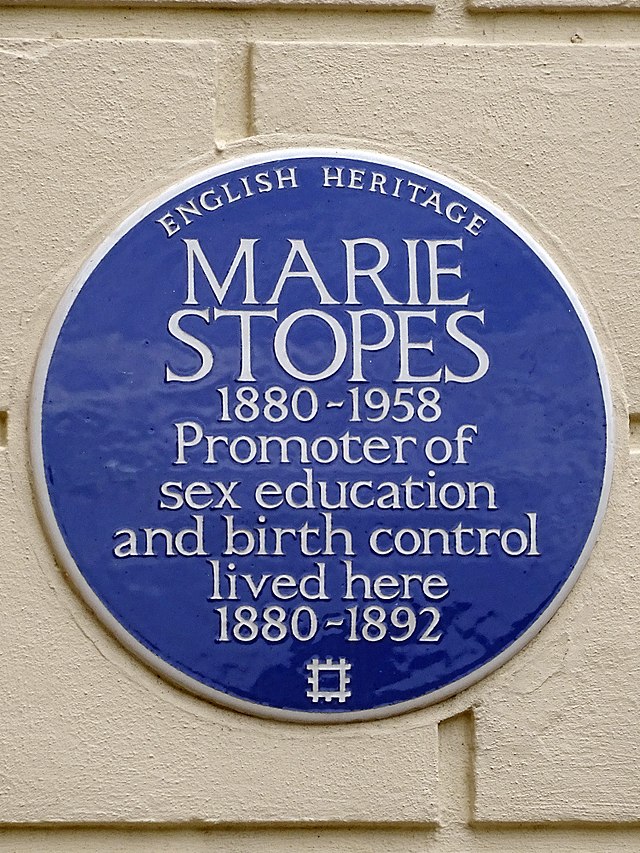 ENGLISH HERITAGE
MARIE
STOPES
1880-1958
Promoter of
sex education
and birth control
lived here
1880-1892